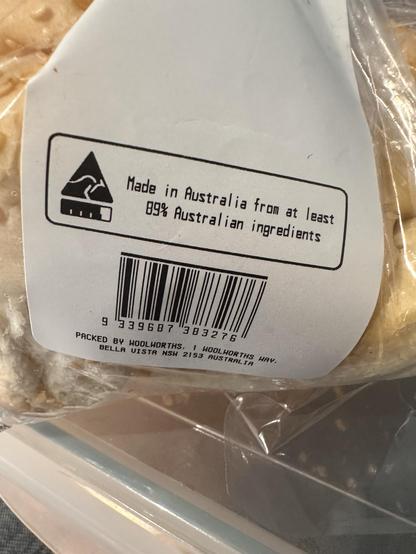 Made in Australia from at least
89% Australian ingredients
9 339687 383276
PACKED BY WOOLWORTHS, 1 WOOLWORTHS WAY,
BELLA VISTA NSW 2153 AUSTRALIA